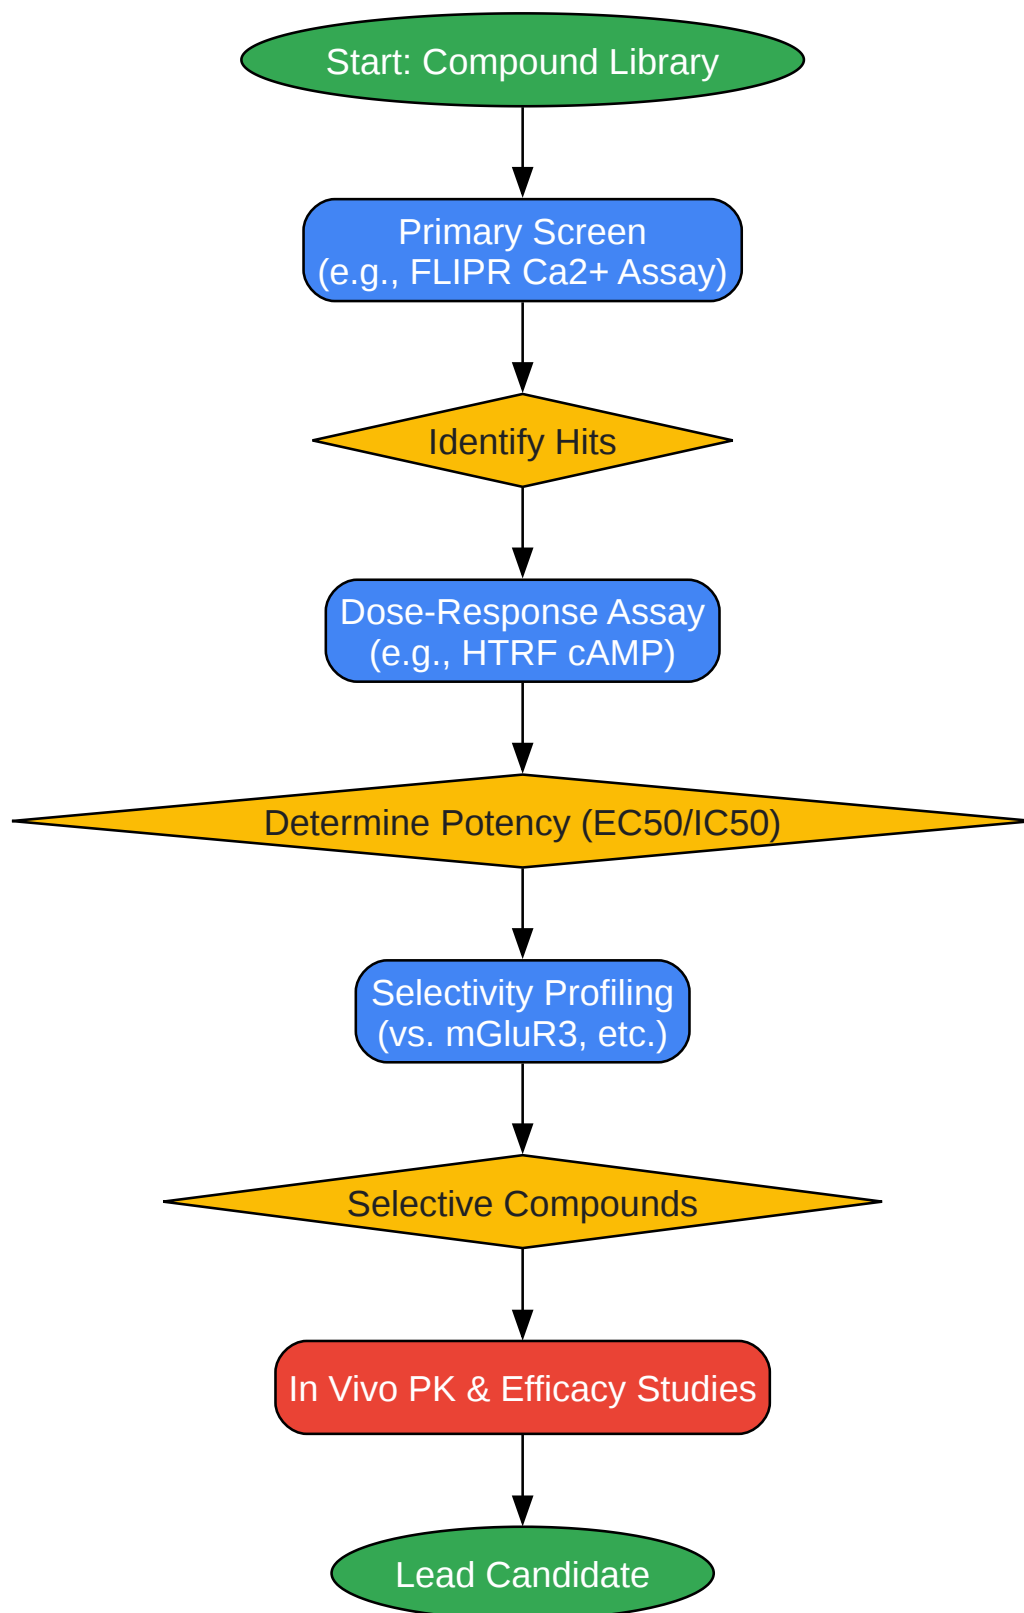 Start: Compound Library
Primary Screen
(e.g., FLIPR Ca2+ Assay)
Identify Hits
Dose-Response Assay
(e.g., HTRF cAMP)
Determine Potency (EC50/IC50)
Selectivity Profiling
(vs. mGluR3, etc.)
Selective Compounds
In Vivo PK & Efficacy Studies
Lead Candidate